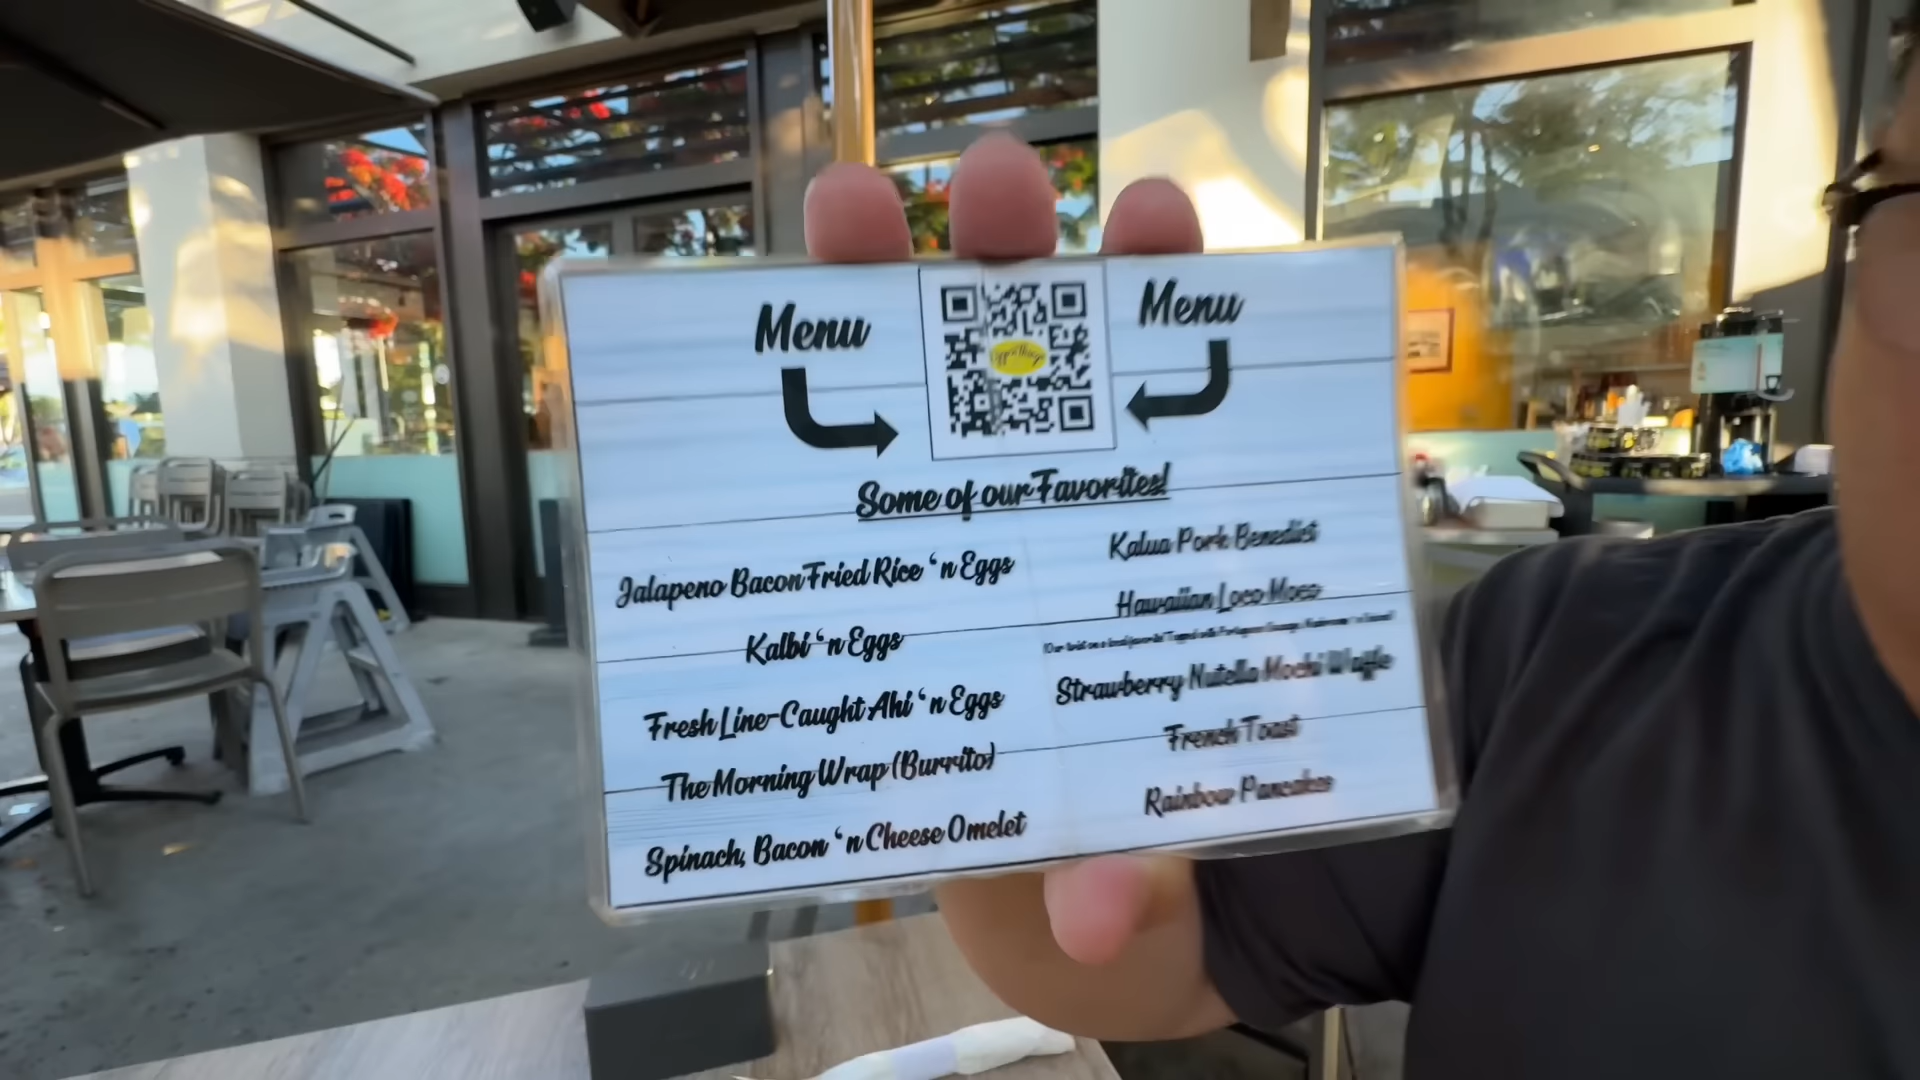 Menu
Menu
Eggs 'n Things
Some of our Favorites!
Jalapeno Bacon Fried Rice 'n Eggs
Kalbi 'n Eggs
Fresh Line-Caught Ahi 'n Eggs
The Morning Wrap (Burrito)
Spinach, Bacon 'n Cheese Omelet
Kalua Pork Benedict
Hawaiian Loco Moco
Strawberry Nutella Mochi Waffle
French Toast
Rainbow Pancakes